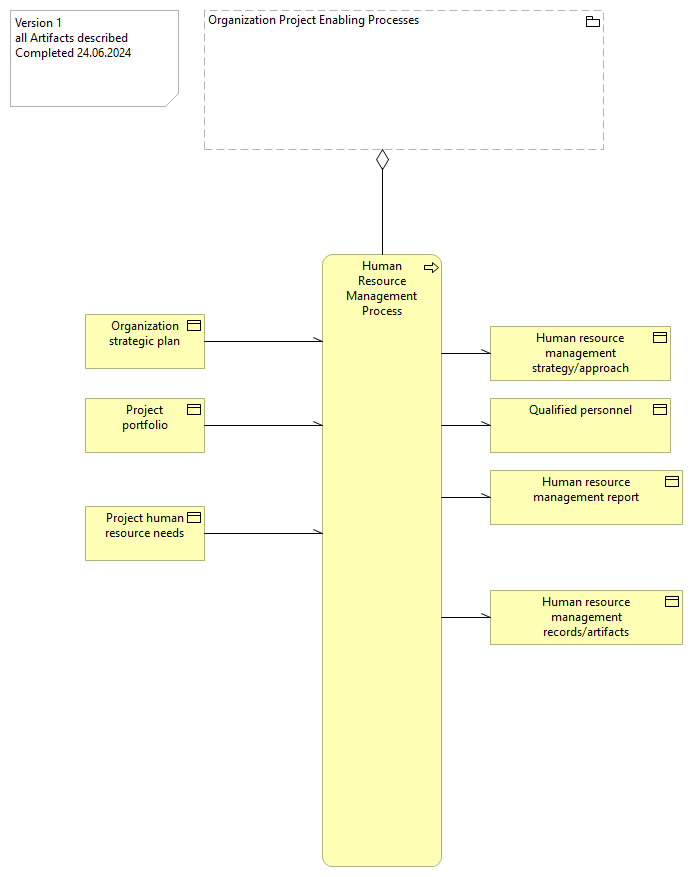 Version 1
all Artifacts described
Completed 24.06.2024
Organization Project Enabling Processes
Human
Resource
Management
Process
Organization
strategic plan
Project
portfolio
Project human
resource needs
Human resource
management
strategy/approach
Qualified personnel
Human resource
management report
Human resource
management
records/artifacts